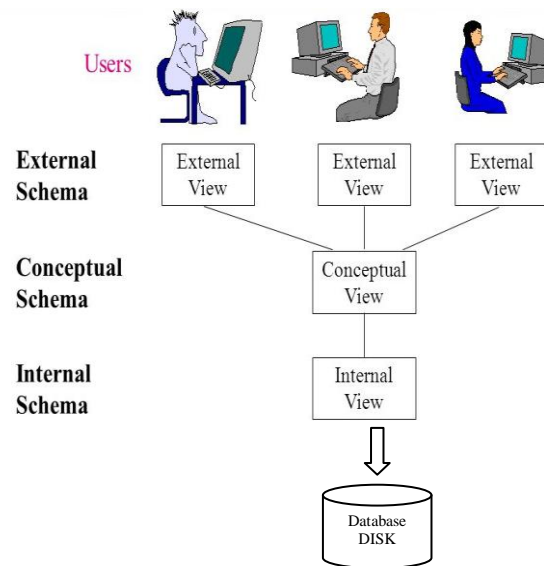 Users
External
Schema
External
View
External
View
External
View
Conceptual
Schema
Conceptual
View
Internal
Schema
Internal
View
Database
DISK